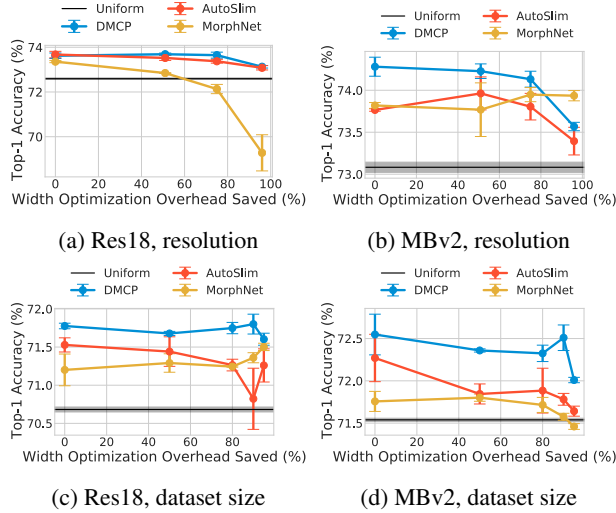 Uniform AutoSlim
DMCP MorphNet
Top-1 Accuracy (%)
74
72
70
0 20 40 60 80 100
Width Optimization Overhead Saved (%)
(a) Res18, resolution
Uniform AutoSlim
DMCP MorphNet
Top-1 Accuracy (%)
74.0
73.5
73.0
0 20 40 60 80 100
Width Optimization Overhead Saved (%)
(b) MBv2, resolution
Uniform AutoSlim
DMCP MorphNet
Top-1 Accuracy (%)
72.0
71.5
71.0
70.5
0 20 40 60 80
Width Optimization Overhead Saved (%)
(c) Res18, dataset size
Uniform AutoSlim
DMCP MorphNet
Top-1 Accuracy (%)
72.5
72.0
71.5
0 20 40 60 80
Width Optimization Overhead Saved (%)
(d) MBv2, dataset size